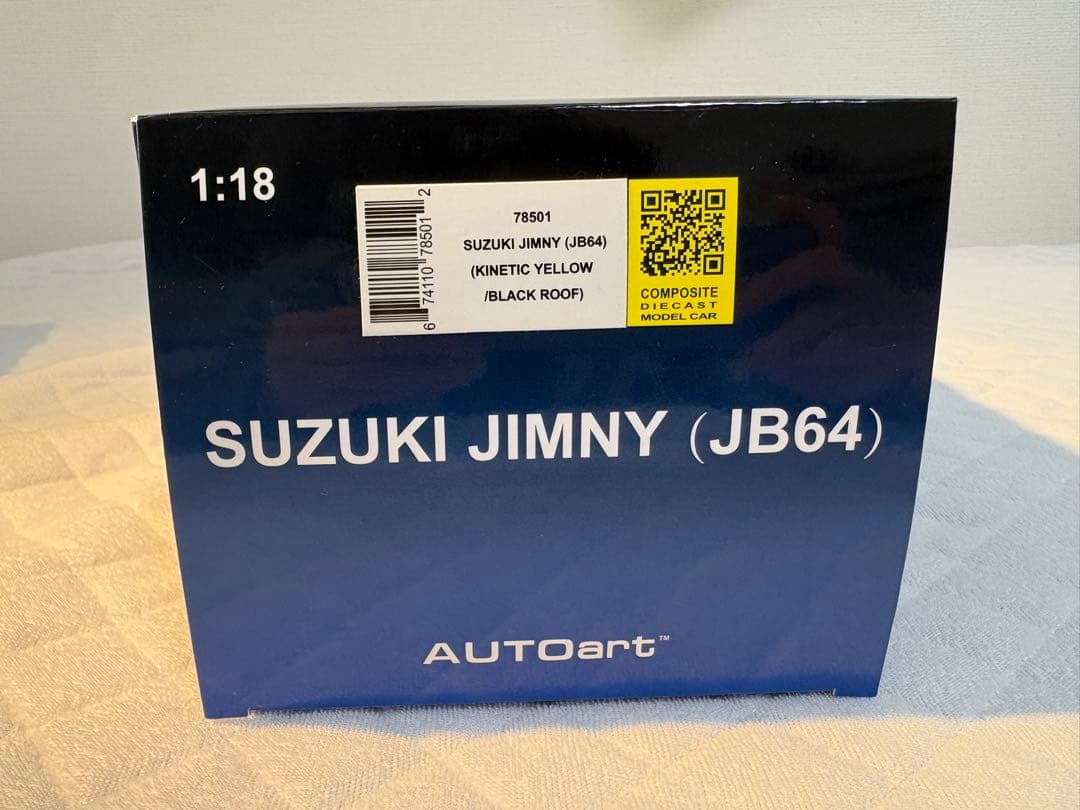 1:18
6 74110 78501 2
78501
SUZUKI JIMNY (JB64)
(KINETIC YELLOW
/BLACK ROOF)
COMPOSITE
DIECAST
MODEL CAR
SUZUKI JIMNY (JB64)
AUTOart™